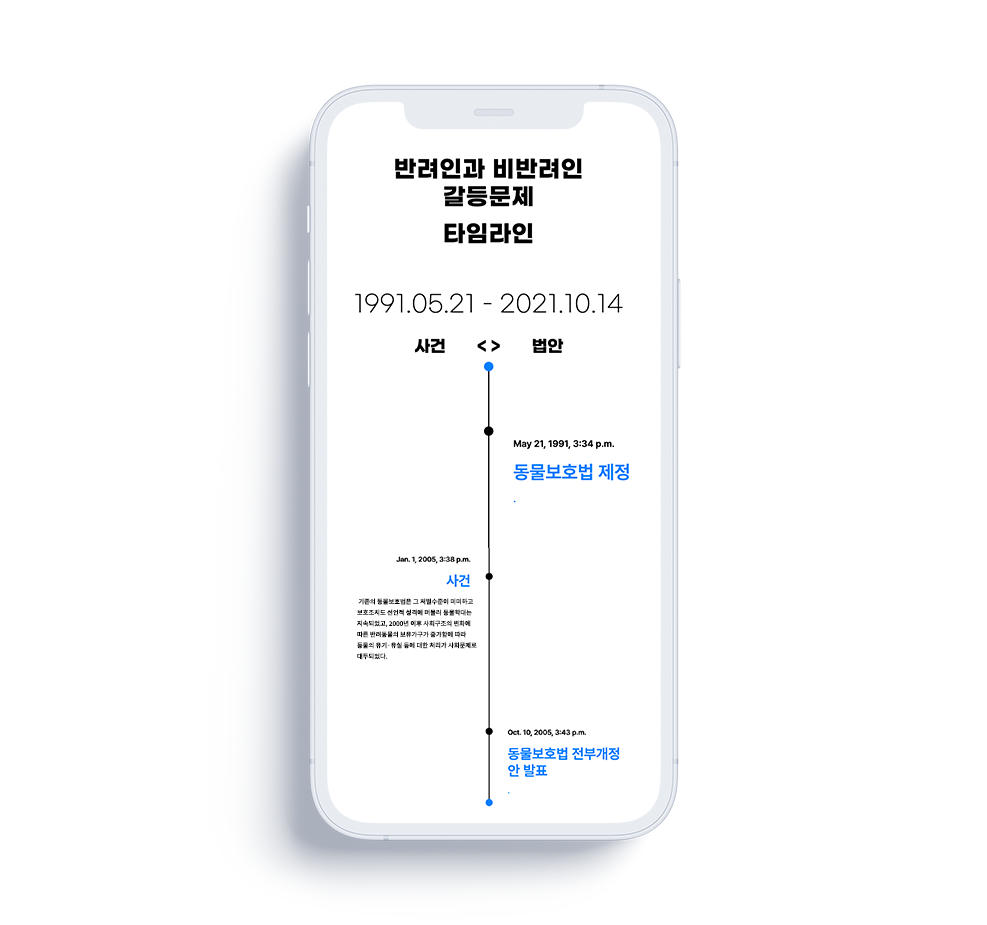 반려인과 비반려인
갈등문제
타임라인
1991.05.21 - 2021.10.14
사건 < > 법안
May 21, 1991, 3:34 p.m.
동물보호법 제정
.
Jan. 1, 2005, 3:38 p.m.
사건
기존의 동물보호법은 그 처벌수준이 미미하고
보호조치도 선언적 성격에 머물러 동물학대는
지속되었고, 2000년 이후 사회구조의 변화에
따른 반려동물의 보유가구가 증가함에 따라
동물의 유기·유실 등에 대한 처리가 사회문제로
대두되었다.
Oct. 10, 2005, 3:43 p.m.
동물보호법 전부개정
안 발표
.